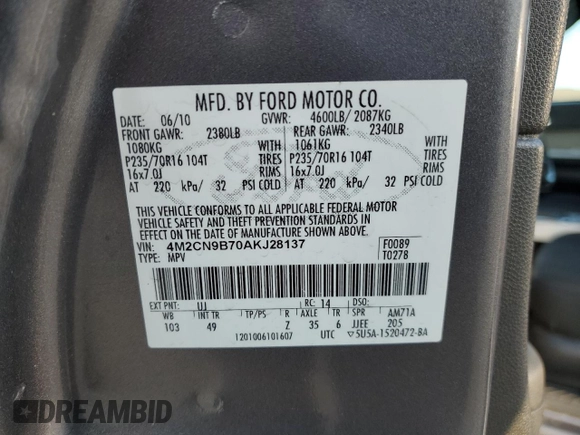 MFD. BY FORD MOTOR CO.
DATE: 06/10 GVWR: 4600LB/ 2087KG
FRONT GAWR: 2380LB REAR GAWR: 2340LB
1080KG 1061KG
P235/70R16 104T TIRES P235/70R16 104T TIRES
16x7.0J RIMS 16x7.0J RIMS
AT 220 kPa/ 32 PSI COLD AT 220 kPa/ 32 PSI COLD
THIS VEHICLE CONFORMS TO ALL APPLICABLE FEDERAL MOTOR
VEHICLE SAFETY AND THEFT PREVENTION STANDARDS IN
EFFECT ON THE DATE OF MANUFACTURE SHOWN ABOVE.
VIN: 4M2CN9B70AKJ28137 F0089
TYPE: MPV T0278
EXT PNT: UJ RC: 14 DSO:
WB INT TR TP/PS R AXLE TR SPR AM71A
103 49 Z 35 6 JJEE 205
1201006101607 UTC ▽5U5A-1520472-BA
DREAMBID